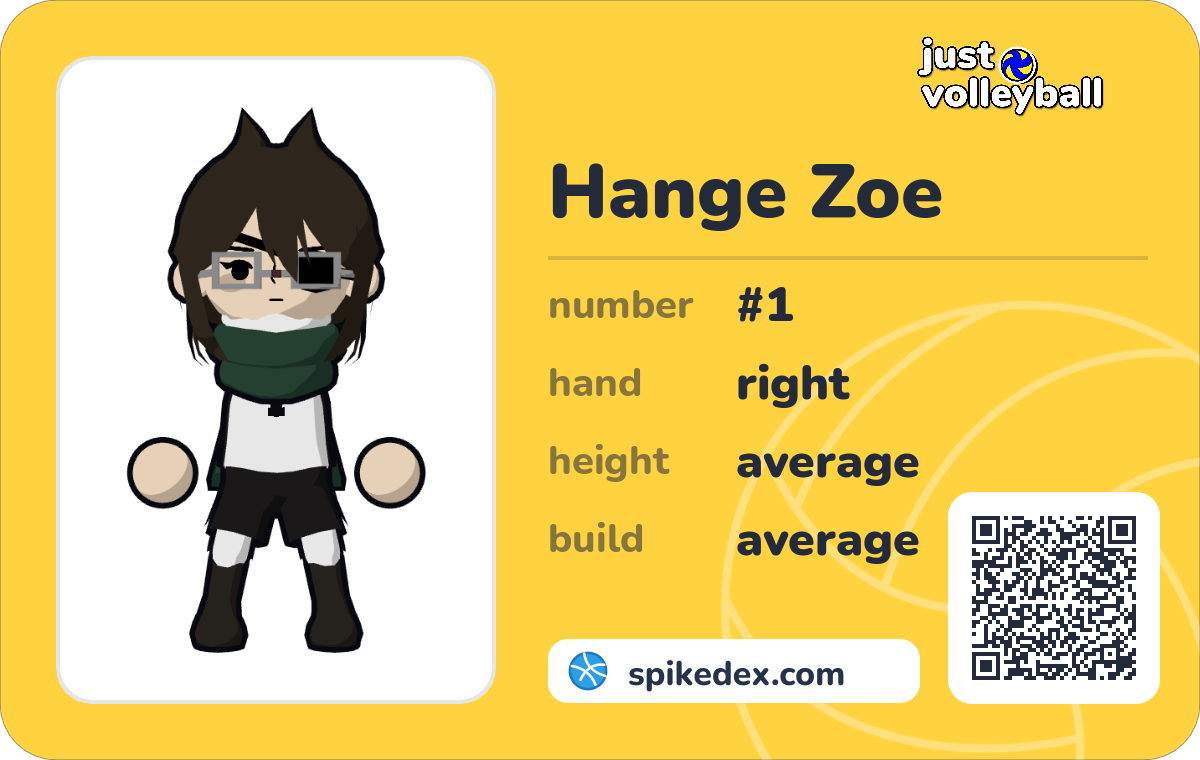 just
volleyball
Hange Zoe
number #1
hand right
height average
build average
spikedex.com